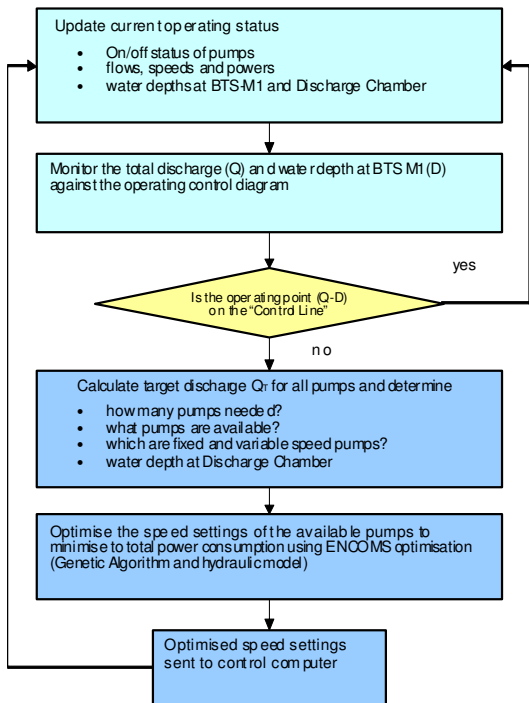 Update current operating status
• On/off status of pumps
• flows, speeds and powers
• water depths at BTS-M1 and Discharge Chamber
Monitor the total discharge (Q) and water depth at BTS M1(D)
against the operating control diagram
yes
Is the operating point (Q-D)
on the “Control Line”
no
Calculate target discharge QT for all pumps and determine
• how many pumps needed?
• what pumps are available?
• which are fixed and variable speed pumps?
• water depth at Discharge Chamber
Optimise the speed settings of the available pumps to
minimise to total power consumption using ENCOMS optimisation
(Genetic Algorithm and hydraulic model)
Optimised speed settings
sent to control computer